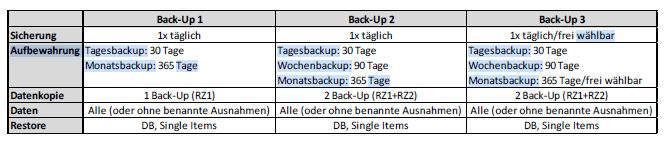 Back-Up 1 Back-Up 2 Back-Up 3
Sicherung 1x täglich 1x täglich 1x täglich/frei wählbar
Aufbewahrung Tagesbackup: 30 Tage Tagesbackup: 30 Tage Tagesbackup: 30 Tage
Monatsbackup: 365 Tage Wochenbackup: 90 Tage Wochenbackup: 90 Tage
Monatsbackup: 365 Tage Monatsbackup: 365 Tage/frei wählbar
Datenkopie 1 Back-Up (RZ1) 2 Back-Up (RZ1+RZ2) 2 Back-Up (RZ1+RZ2)
Daten Alle (oder ohne benannte Ausnahmen) Alle (oder ohne benannte Ausnahmen) Alle (oder ohne benannte Ausnahmen)
Restore DB, Single Items DB, Single Items DB, Single Items